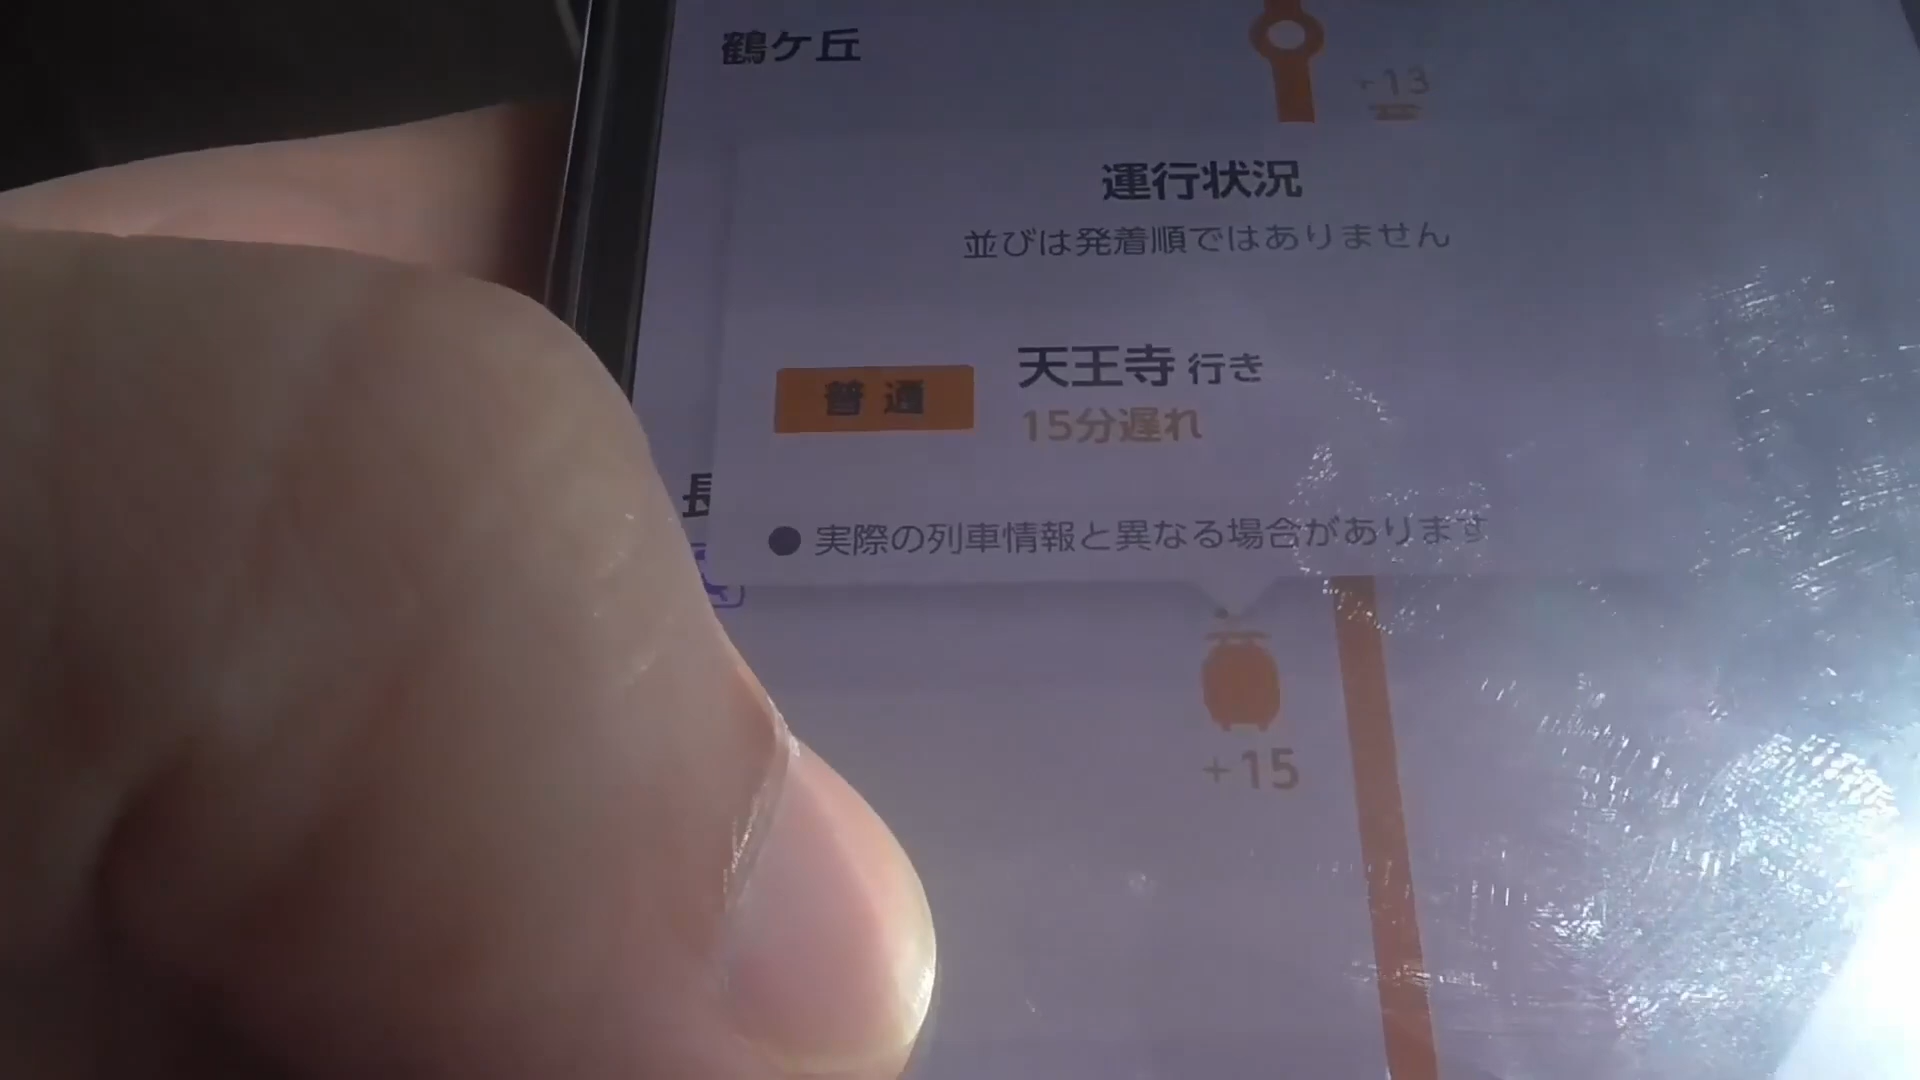 鶴ケ丘
+13
運行状況
並びは発着順ではありません
普通
天王寺 行き
15分遅れ
長
● 実際の列車情報と異なる場合があります
+15